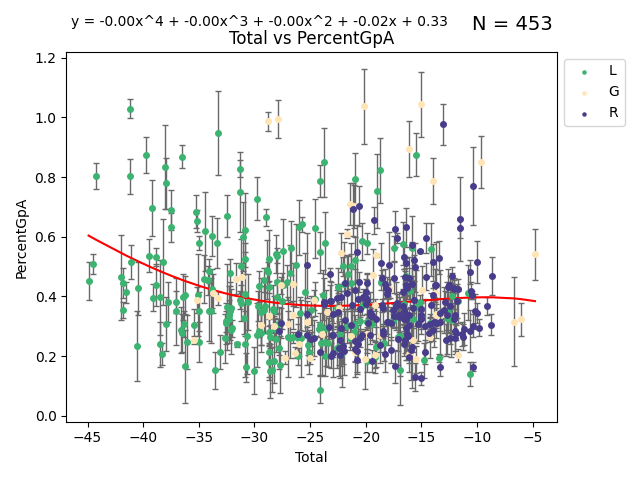 y = -0.00x^4 + -0.00x^3 + -0.00x^2 + -0.02x + 0.33
N = 453
Total vs PercentGpA
PercentGpA
1.2
1.0
0.8
0.6
0.4
0.2
0.0
−45
−40
−35
−30
−25
−20
−15
−10
−5
Total
L
G
R